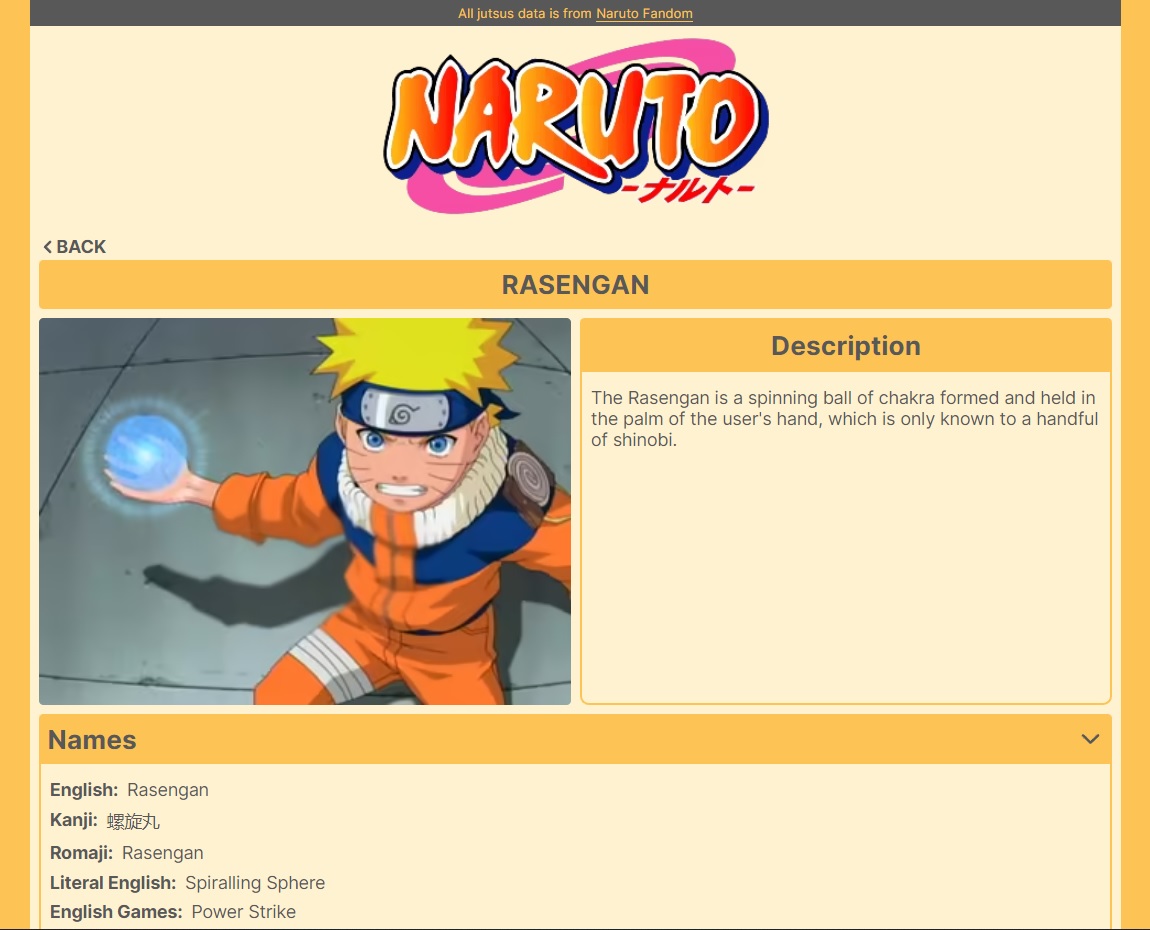 All jutsus data is from Naruto Fandom
NARUTO
-ナルト-
BACK
RASENGAN
Description
The Rasengan is a spinning ball of chakra formed and held in
the palm of the user's hand, which is only known to a handful
of shinobi.
Names
English: Rasengan
Kanji: 螺旋丸
Romaji: Rasengan
Literal English: Spiralling Sphere
English Games: Power Strike